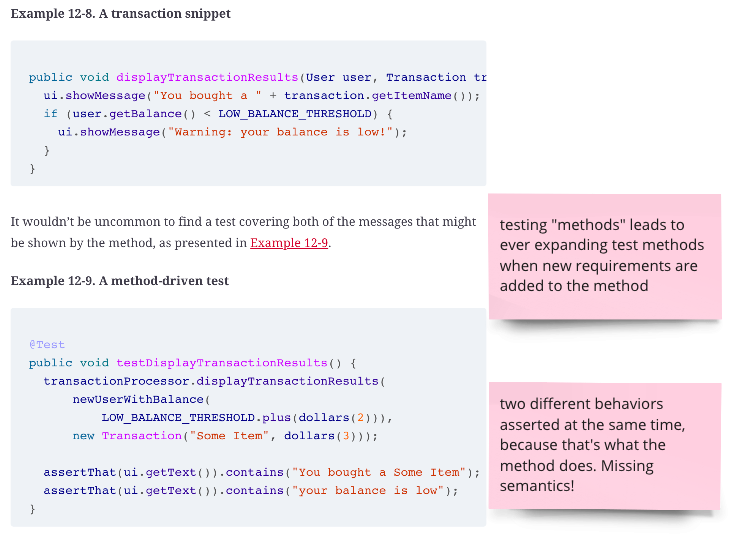 Example 12-8. A transaction snippet
public void displayTransactionResults(User user, Transaction tr
  ui.showMessage("You bought a " + transaction.getItemName());
  if (user.getBalance() < LOW_BALANCE_THRESHOLD) {
    ui.showMessage("Warning: your balance is low!");
  }
}
It wouldn’t be uncommon to find a test covering both of the messages that might
be shown by the method, as presented in Example 12-9.
testing "methods" leads to
ever expanding test methods
when new requirements are
added to the method
Example 12-9. A method-driven test
@Test
public void testDisplayTransactionResults() {
  transactionProcessor.displayTransactionResults(
      newUserWithBalance(
          LOW_BALANCE_THRESHOLD.plus(dollars(2))),
      new Transaction("Some Item", dollars(3)));
  assertThat(ui.getText()).contains("You bought a Some Item");
  assertThat(ui.getText()).contains("your balance is low");
}
two different behaviors
asserted at the same time,
because that's what the
method does. Missing
semantics!